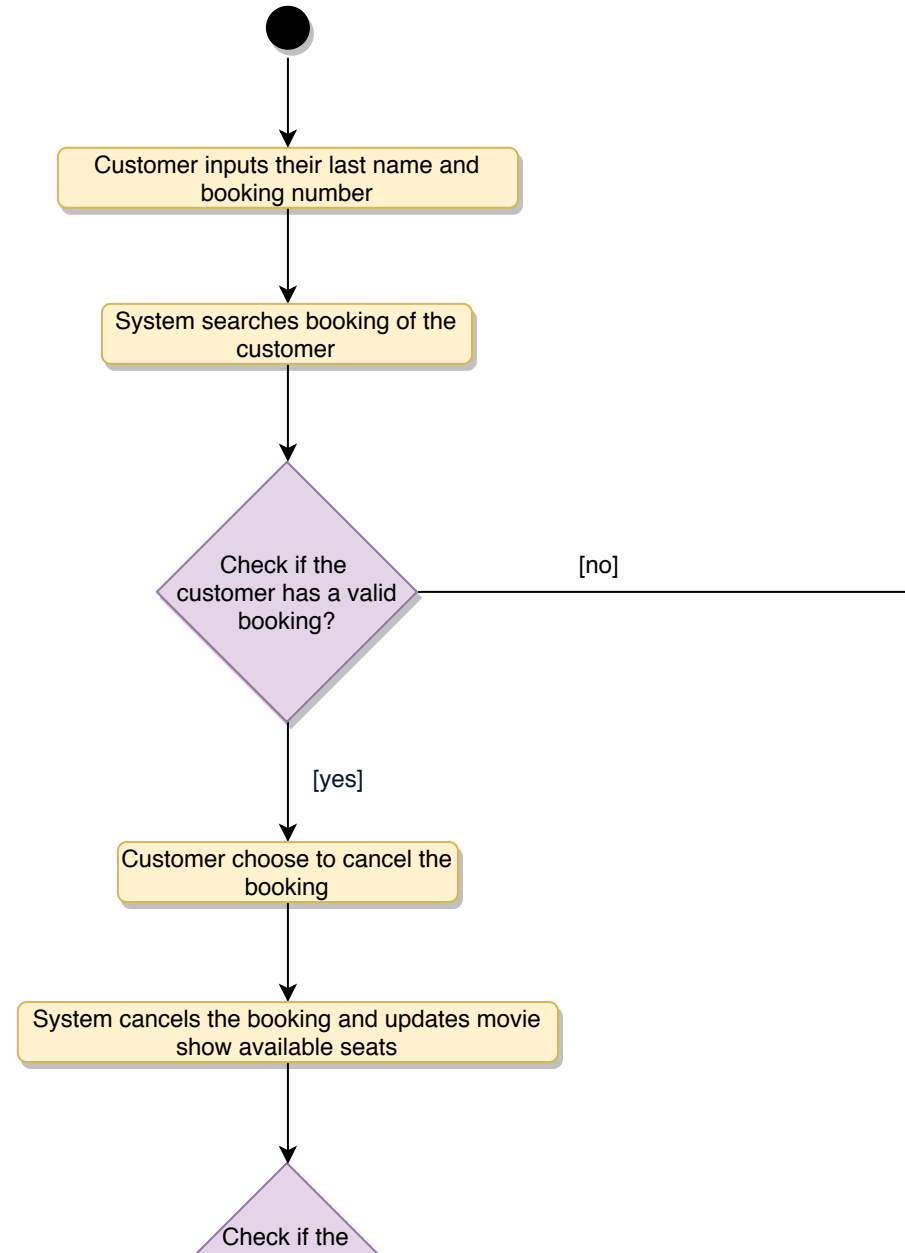 Customer inputs their last name and
booking number
System searches booking of the
customer
Check if the
customer has a valid
booking?
[no]
[yes]
Customer choose to cancel the
booking
System cancels the booking and updates movie
show available seats
Check if the